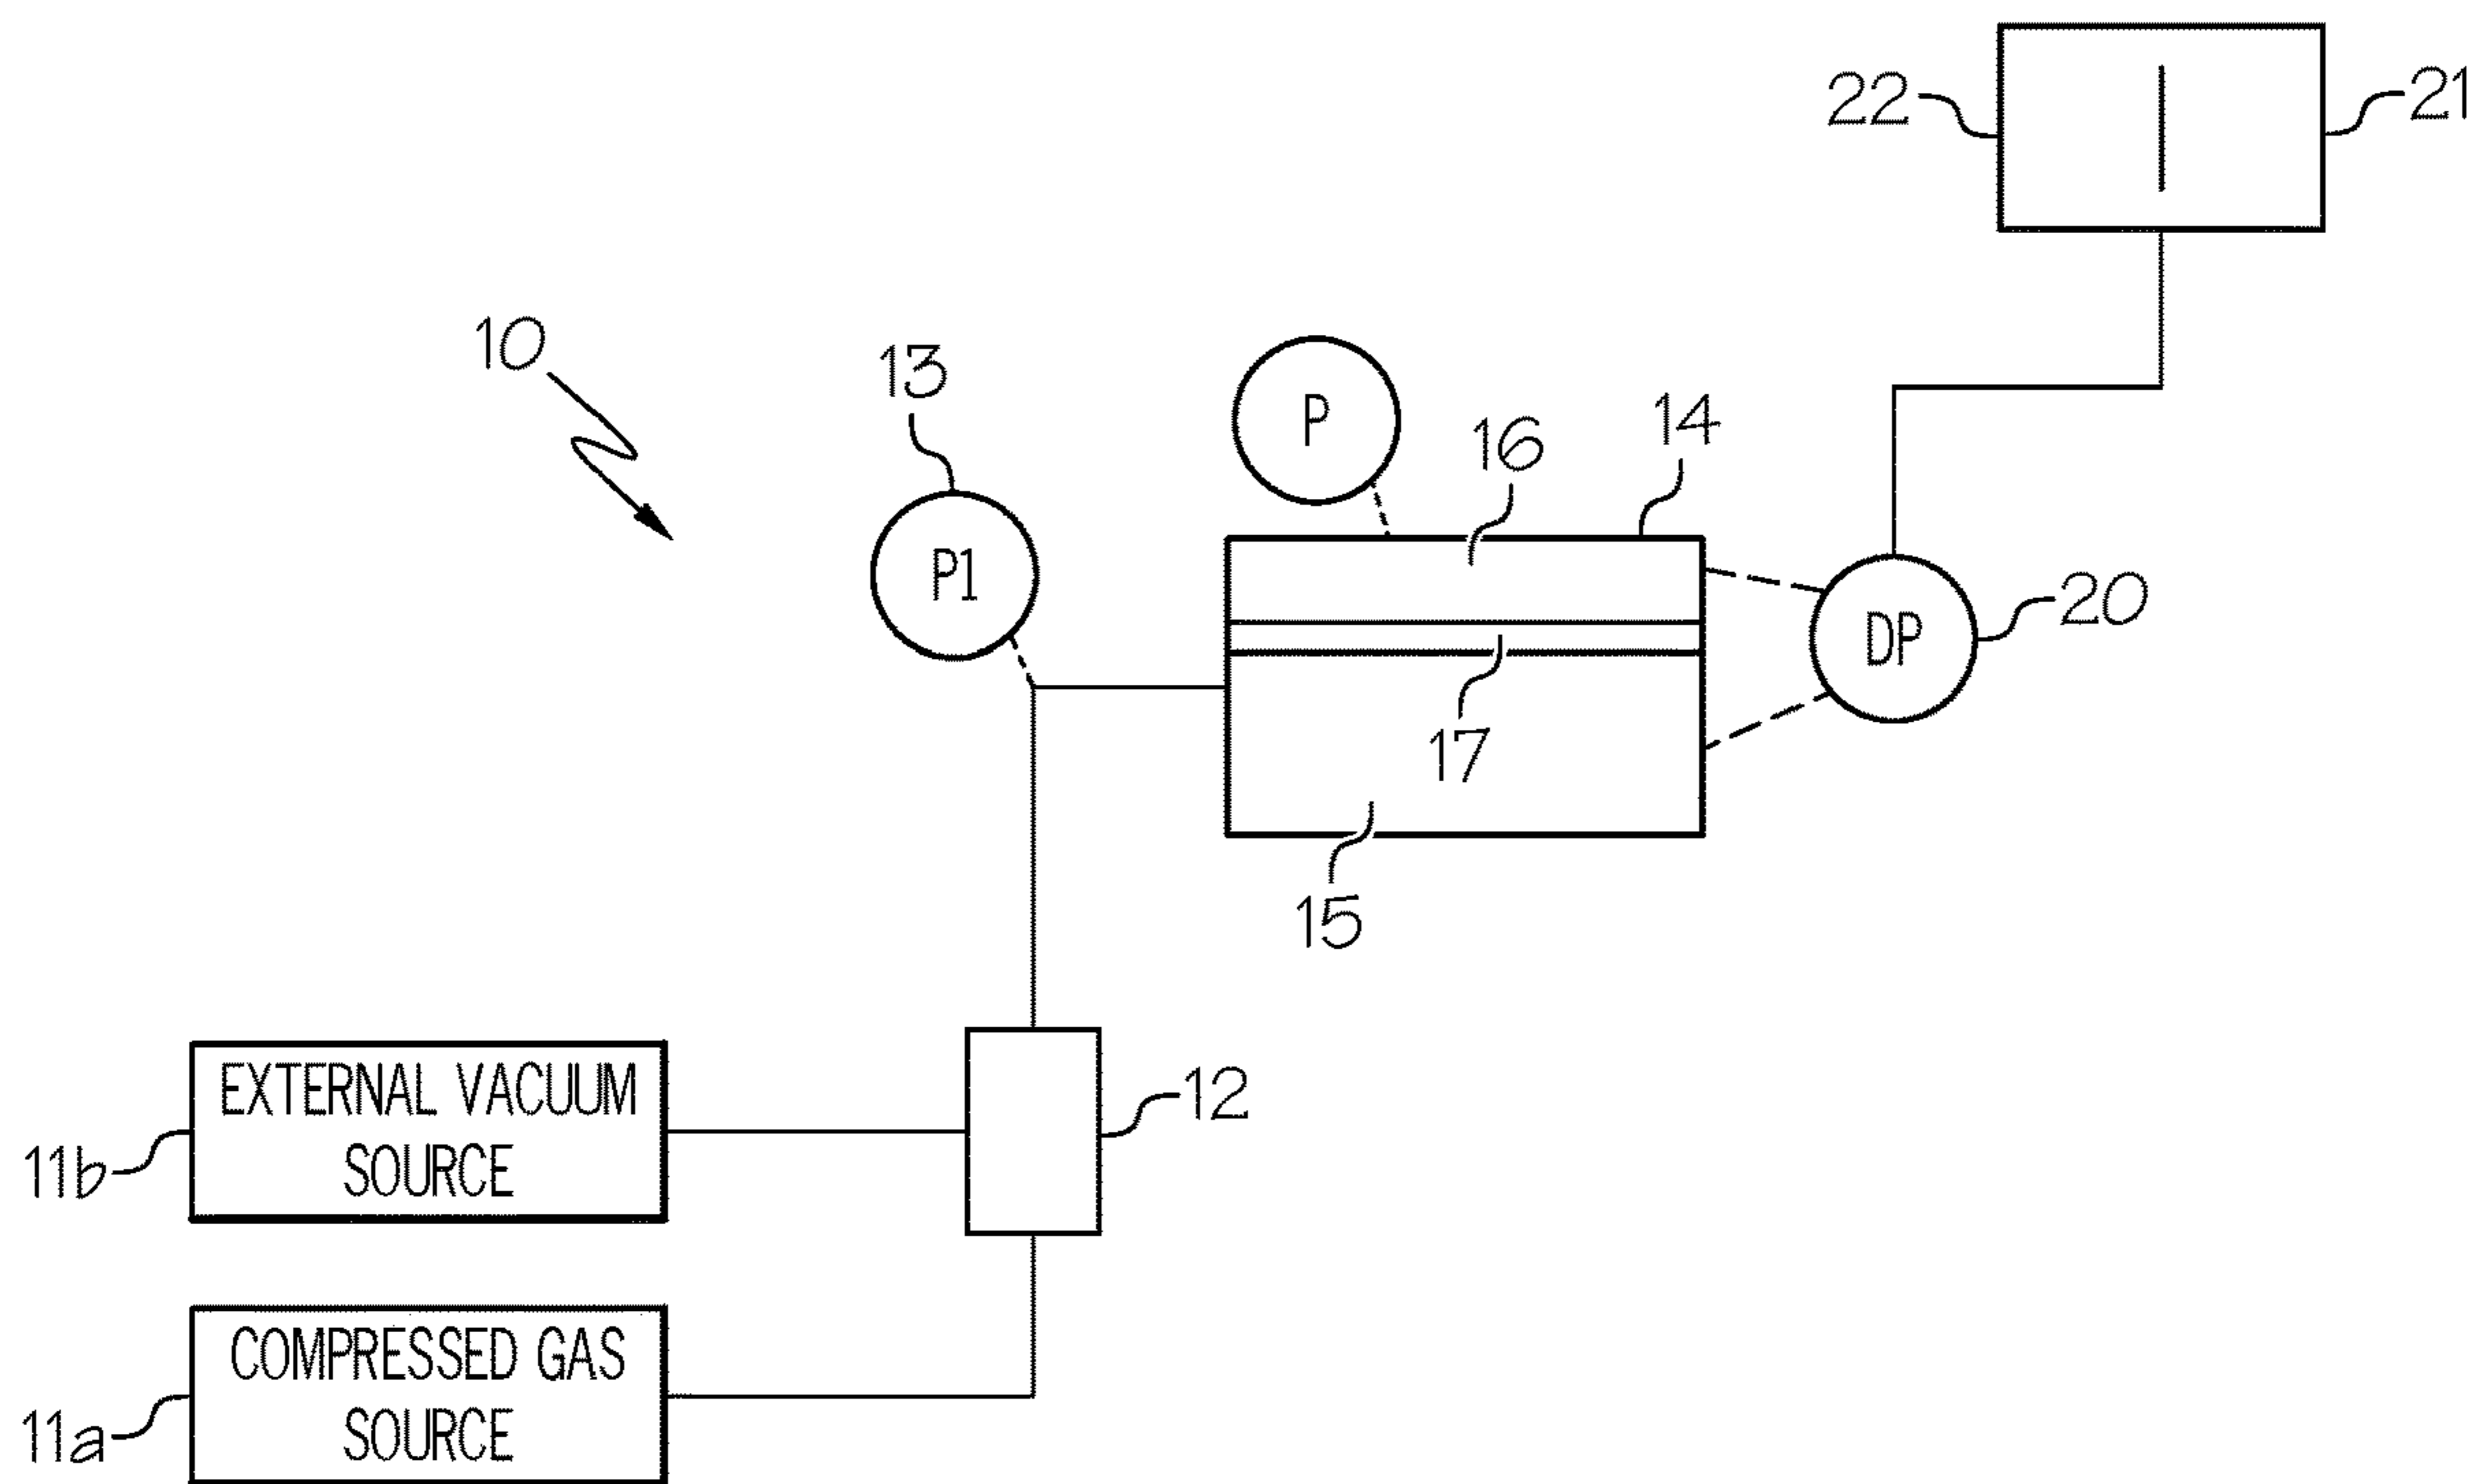 22
21
10
13
P
16
14
P1
20
DP
17
15
EXTERNAL VACUUM
SOURCE
12
11b
COMPRESSED GAS
SOURCE
11a